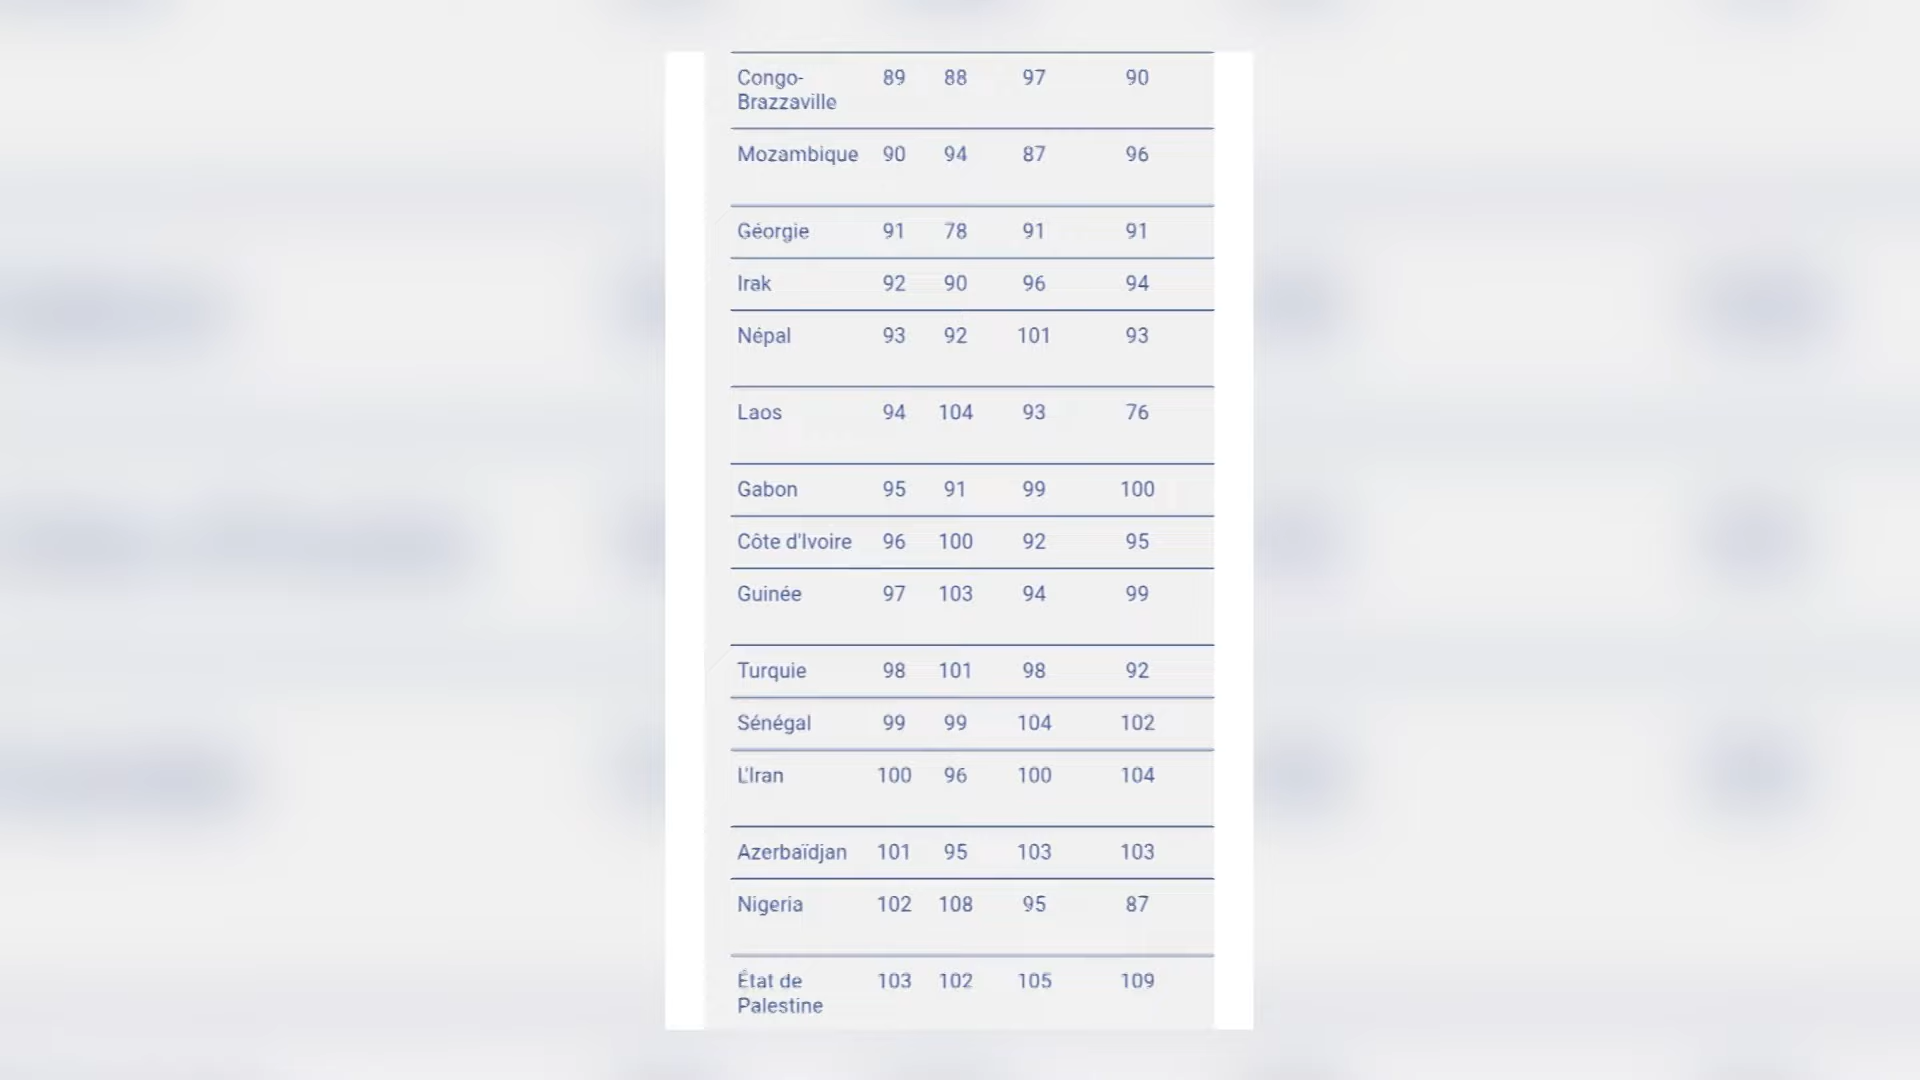 Congo- 89 88 97 90
Brazzaville
Mozambique 90 94 87 96
Géorgie 91 78 91 91
Irak 92 90 96 94
Népal 93 92 101 93
Laos 94 104 93 76
Gabon 95 91 99 100
Côte d'Ivoire 96 100 92 95
Guinée 97 103 94 99
Turquie 98 101 98 92
Sénégal 99 99 104 102
L'Iran 100 96 100 104
Azerbaïdjan 101 95 103 103
Nigeria 102 108 95 87
État de 103 102 105 109
Palestine